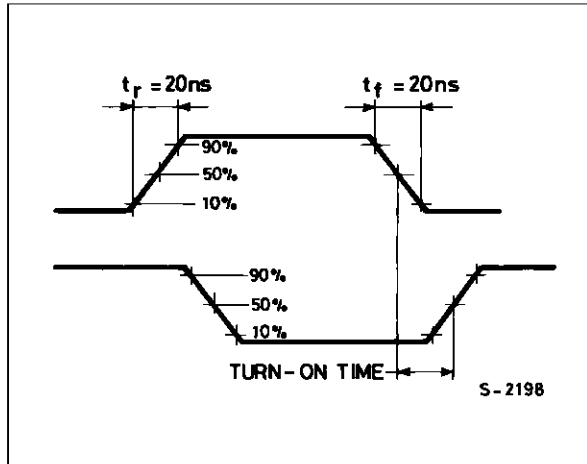 tr = 20ns
tf = 20ns
90%
50%
10%
90%
50%
10%
TURN-ON TIME
S-2198